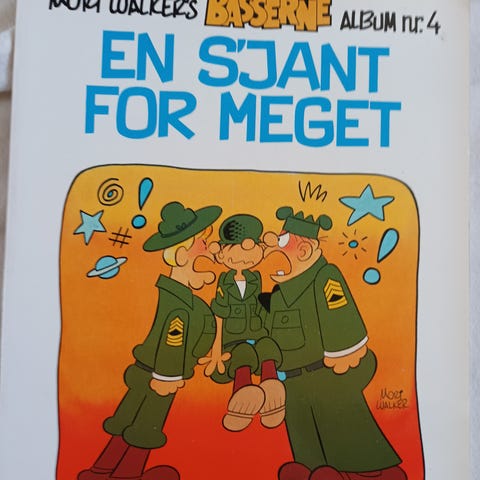 MORT WALKER'S BASSERNE ALBUM nr. 4
EN S'JANT
FOR MEGET
MORT
WALKER